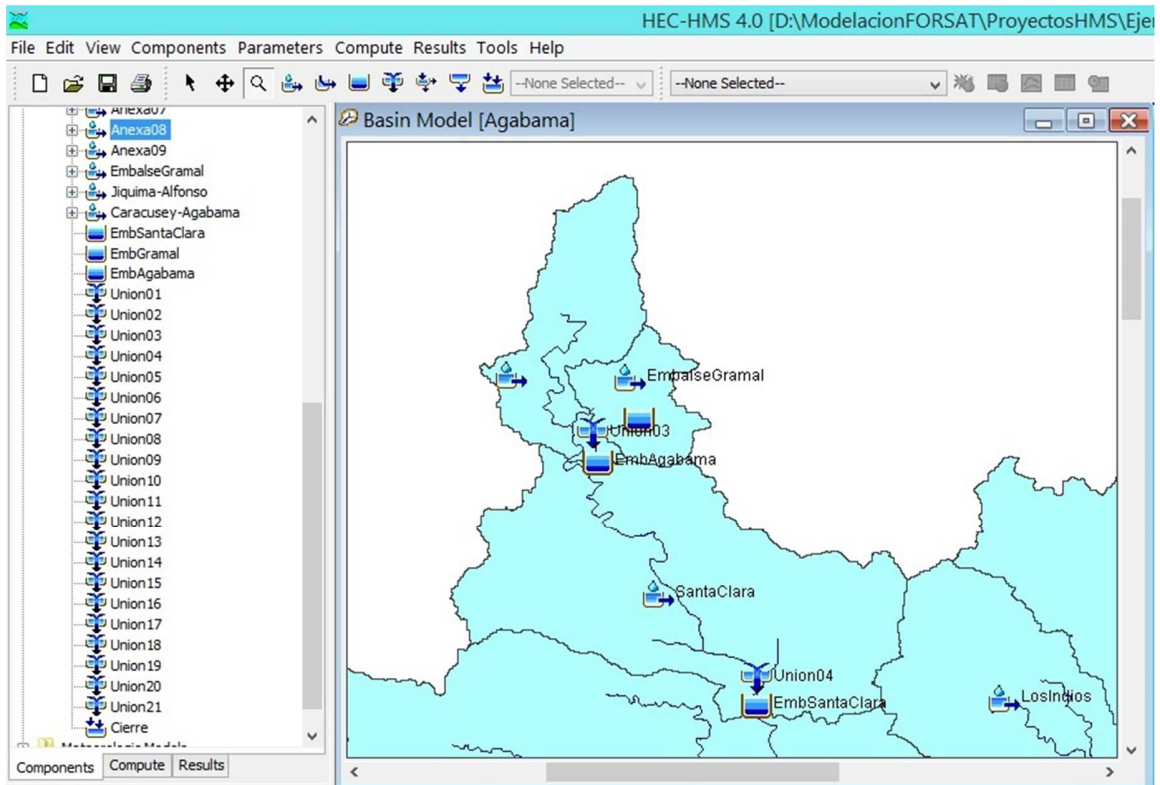 HEC-HMS 4.0 [D:\ModelacionFORSAT\ProyectosHMS\Eje
File Edit View Components Parameters Compute Results Tools Help
--None Selected-- --None Selected--
Anexa07
Anexa08
Anexa09
EmbalseGramal
Jiquima-Alfonso
Caracusey-Agabama
EmbSantaClara
EmbGramal
EmbAgabama
Union01
Union02
Union03
Union04
Union05
Union06
Union07
Union08
Union09
Union10
Union11
Union12
Union13
Union14
Union15
Union16
Union17
Union18
Union19
Union20
Union21
Cierre
Components Compute Results
Basin Model [Agabama]
EmbalseGramal
Union03
EmbAgabama
SantaClara
Union04
EmbSantaClara
LosIndios